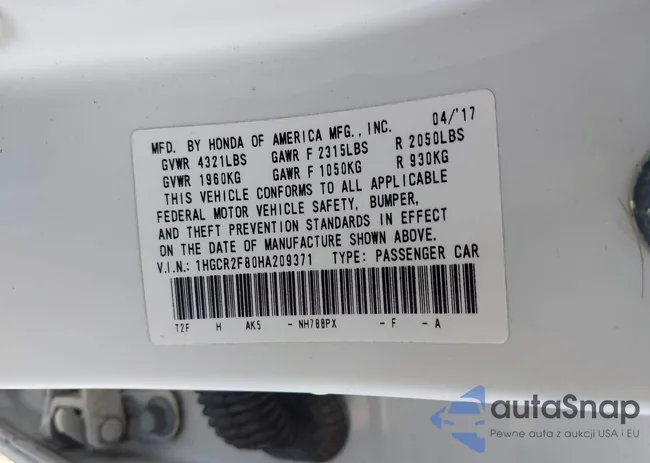 MFD. BY HONDA OF AMERICA MFG., INC. 04/'17
GVWR 4321LBS GAWR F 2315LBS R 2050LBS
GVWR 1960KG GAWR F 1050KG R 930KG
THIS VEHICLE CONFORMS TO ALL APPLICABLE
FEDERAL MOTOR VEHICLE SAFETY, BUMPER,
AND THEFT PREVENTION STANDARDS IN EFFECT
ON THE DATE OF MANUFACTURE SHOWN ABOVE.
V.I.N.: 1HGCR2F80HA209371 TYPE: PASSENGER CAR
T2F H AK5 - NH788PX - F - A
autaSnap
Pewne auta z aukcji USA i EU